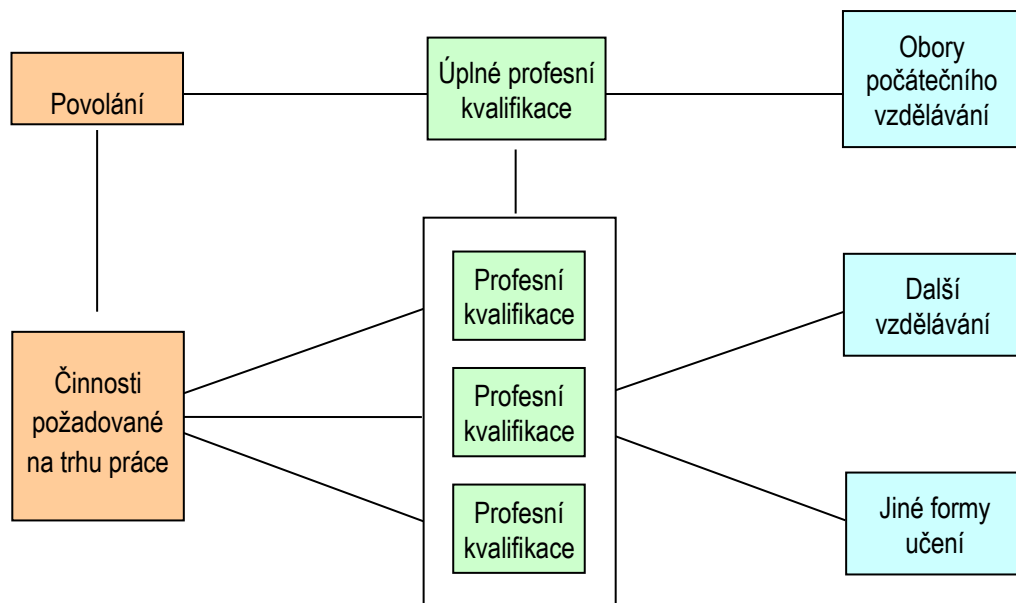 Povolání
Úplné profesní
kvalifikace
Obory
počátečního
vzdělávání
Profesní
kvalifikace
Další
vzdělávání
Činnosti
požadované
na trhu práce
Profesní
kvalifikace
Profesní
kvalifikace
Jiné formy
učení